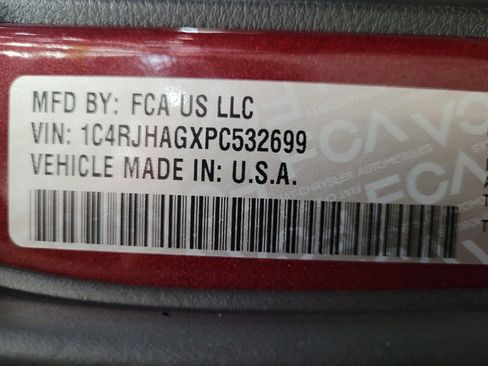 MFD BY: FCA US LLC
VIN: 1C4RJHAGXPC532699
VEHICLE MADE IN: U.S.A.